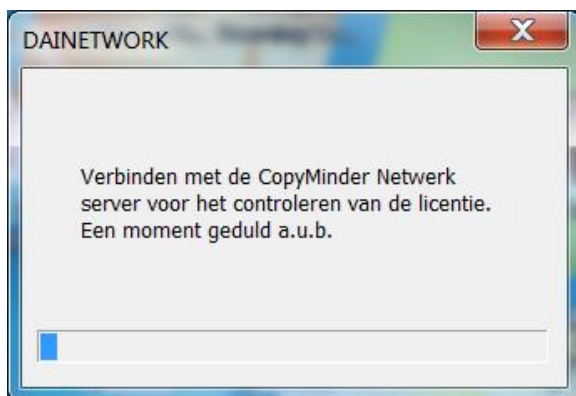 DAINETWORK
Verbinden met de CopyMinder Netwerk
server voor het controleren van de licentie.
Een moment geduld a.u.b.